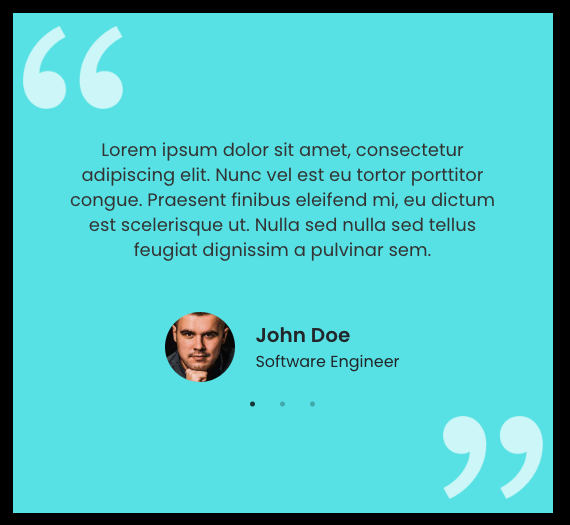 “
Lorem ipsum dolor sit amet, consectetur
adipiscing elit. Nunc vel est eu tortor porttitor
congue. Praesent finibus eleifend mi, eu dictum
est scelerisque ut. Nulla sed nulla sed tellus
feugiat dignissim a pulvinar sem.
John Doe
Software Engineer
”